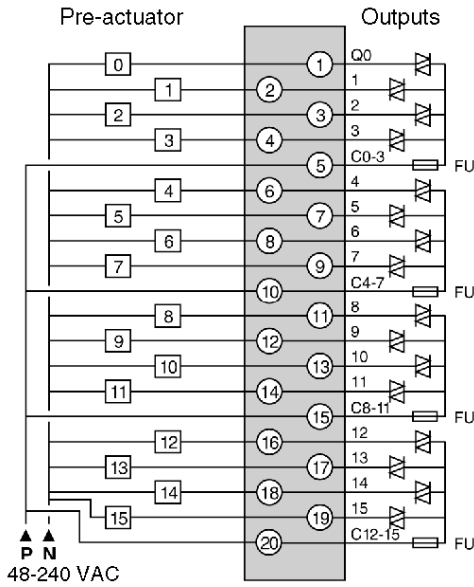 Pre-actuator Outputs
0 1 Q0
1 2 1
2 3 2
3 4 3
5 C0-3 FU
4 6 4
5 7 5
6 8 6
7 9 7
10 C4-7 FU
8 11 8
9 12 9
10 13 10
11 14 11
15 C8-11 FU
12 16 12
13 17 13
14 18 14
15 19 15
20 C12-15 FU
P N
48-240 VAC